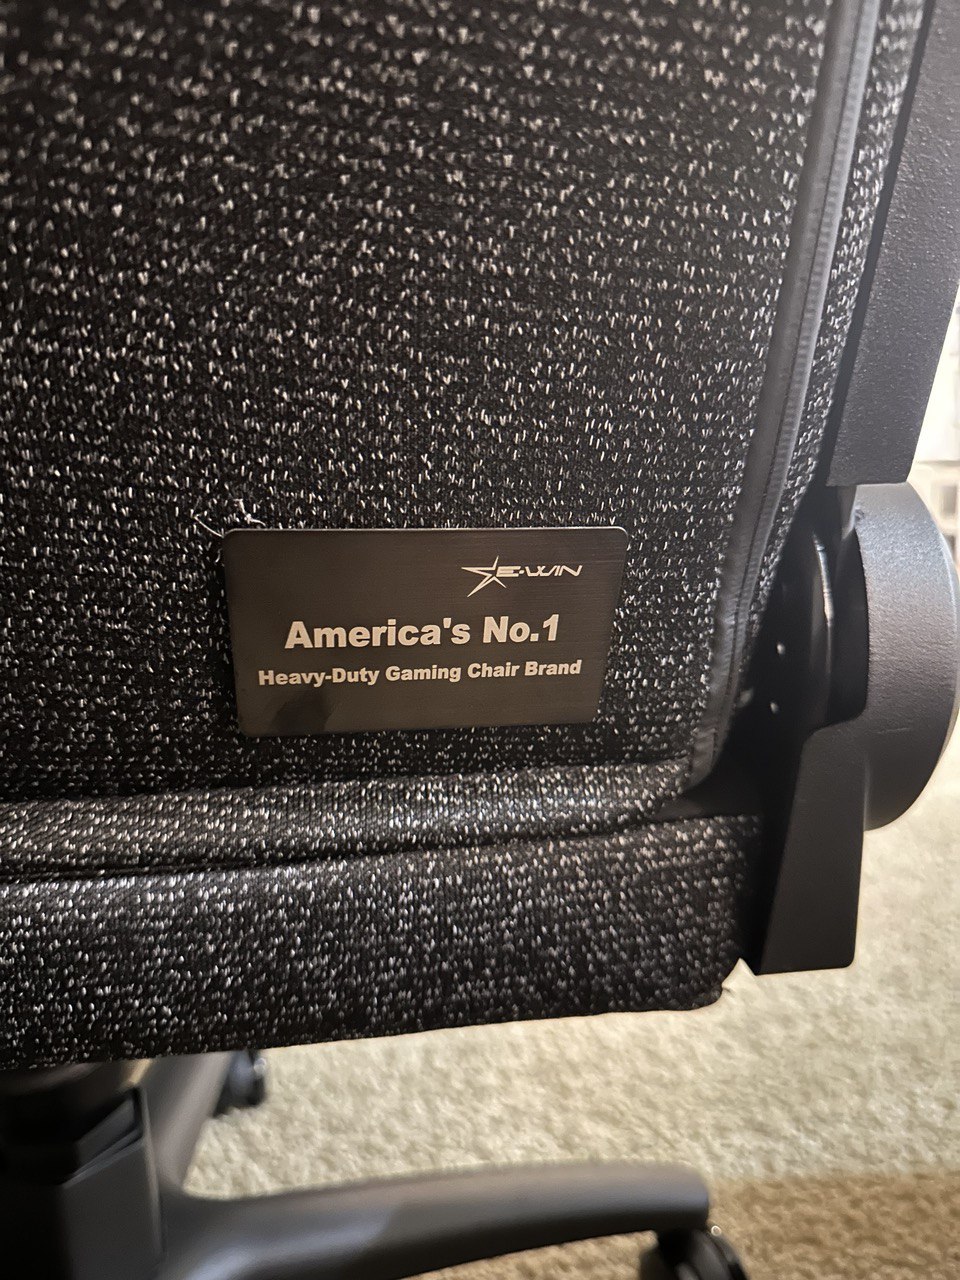 E-WIN
America's No.1
Heavy-Duty Gaming Chair Brand